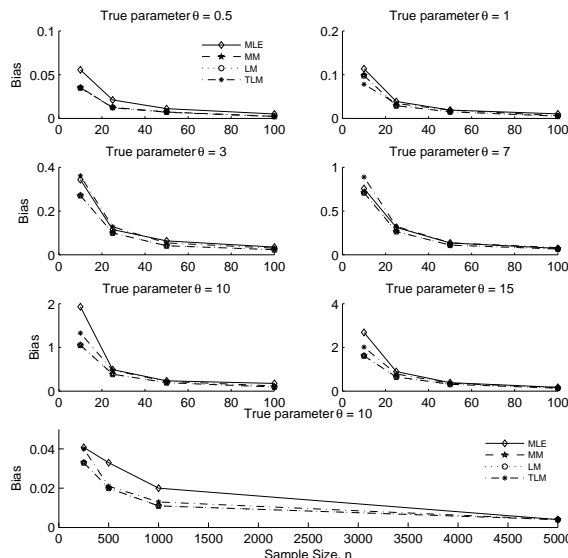 True parameter θ = 0.5
True parameter θ = 1
0.1
0.05
0
Bias
0 20 40 60 80 100
MLE
MM
LM
TLM
0.2
0.1
0
0 20 40 60 80 100
True parameter θ = 3
True parameter θ = 7
0.4
0.2
0
Bias
0 20 40 60 80 100
1
0.5
0
0 20 40 60 80 100
True parameter θ = 10
True parameter θ = 15
2
1
0
Bias
0 20 40 60 80 100
4
2
0
0 20 40 60 80 100
True parameter θ = 10
0.04
0.02
0
Bias
MLE
MM
LM
TLM
0 500 1000 1500 2000 2500 3000 3500 4000 4500 5000
Sample Size, n